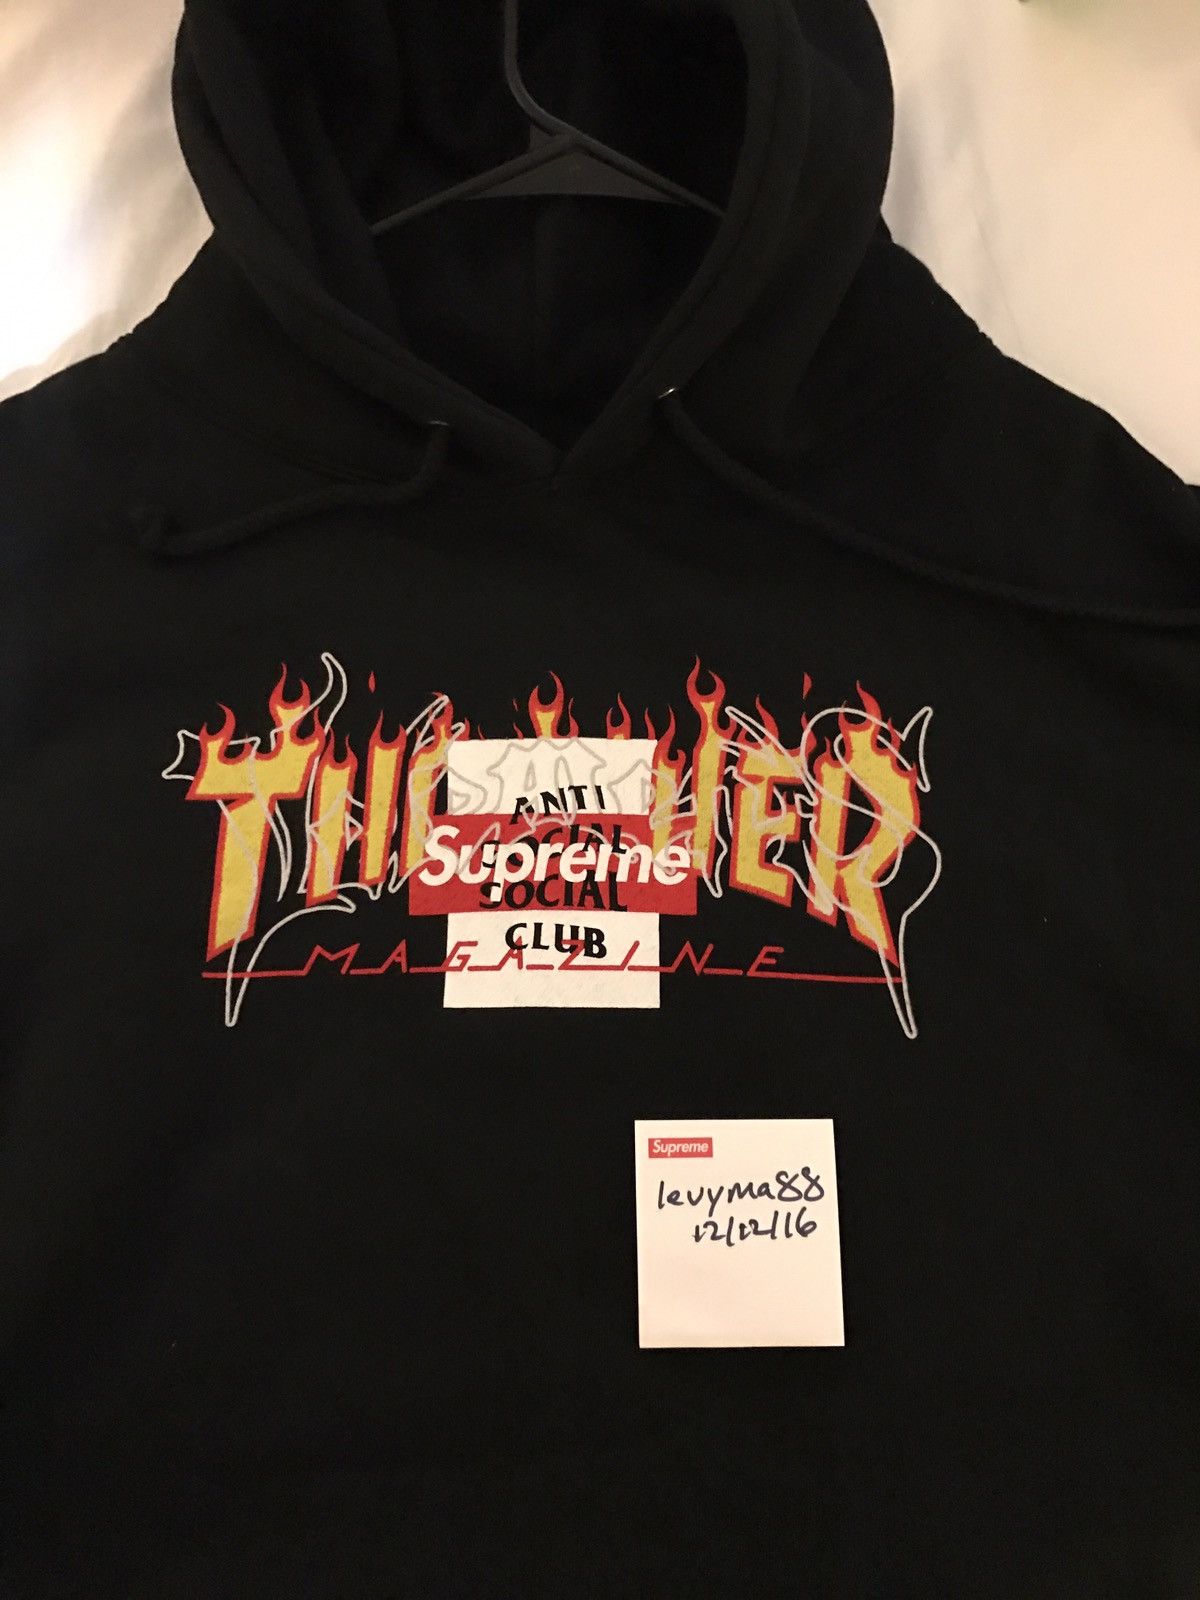 THRASHER
ANTI
SOCIAL
Supreme
SOCIAL
CLUB
MAGAZINE
Supreme
levyma88
12/12/16